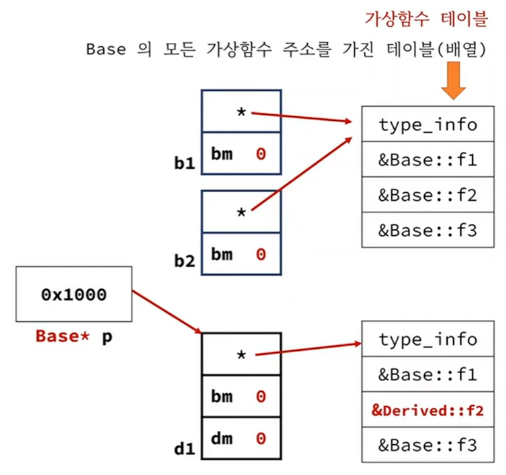 가상함수 테이블
Base 의 모든 가상함수 주소를 가진 테이블(배열)
*
bm 0
b1
*
bm 0
b2
type_info
&Base::f1
&Base::f2
&Base::f3
0x1000
Base* p
*
bm 0
dm 0
d1
type_info
&Base::f1
&Derived::f2
&Base::f3